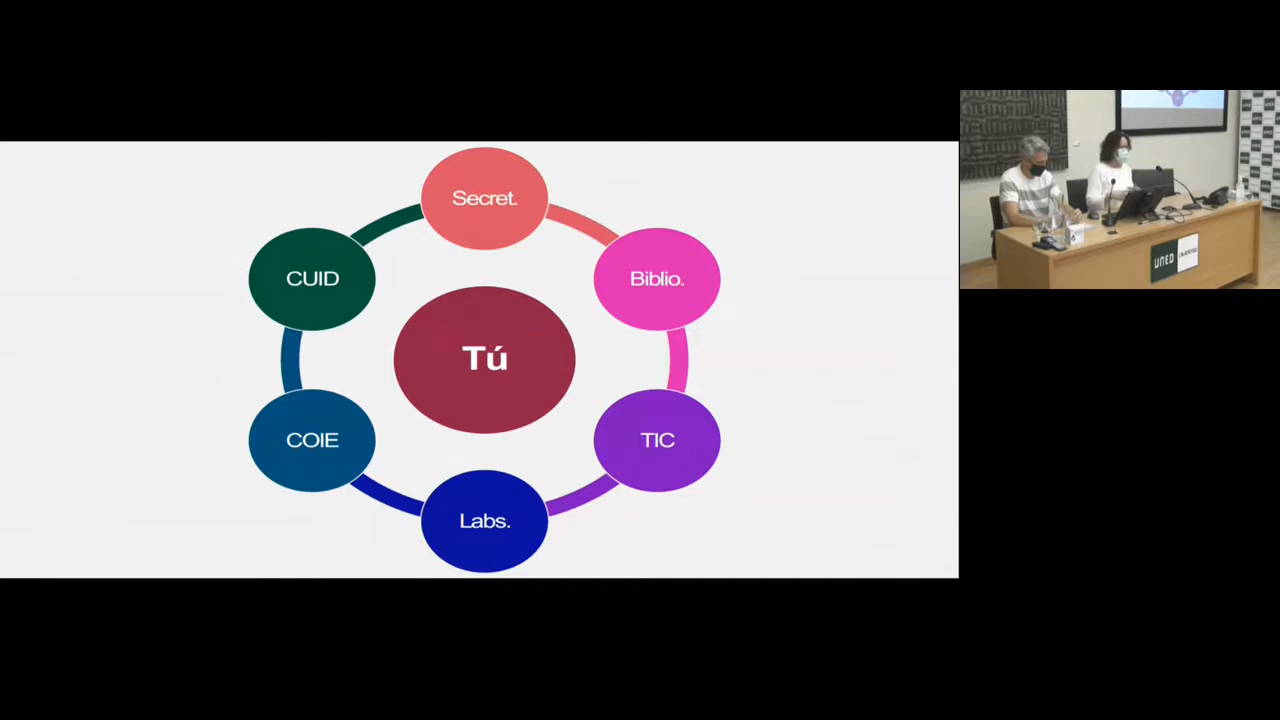 Secret.
CUID
Biblio.
Tú
COIE
TIC
Labs.
UNED